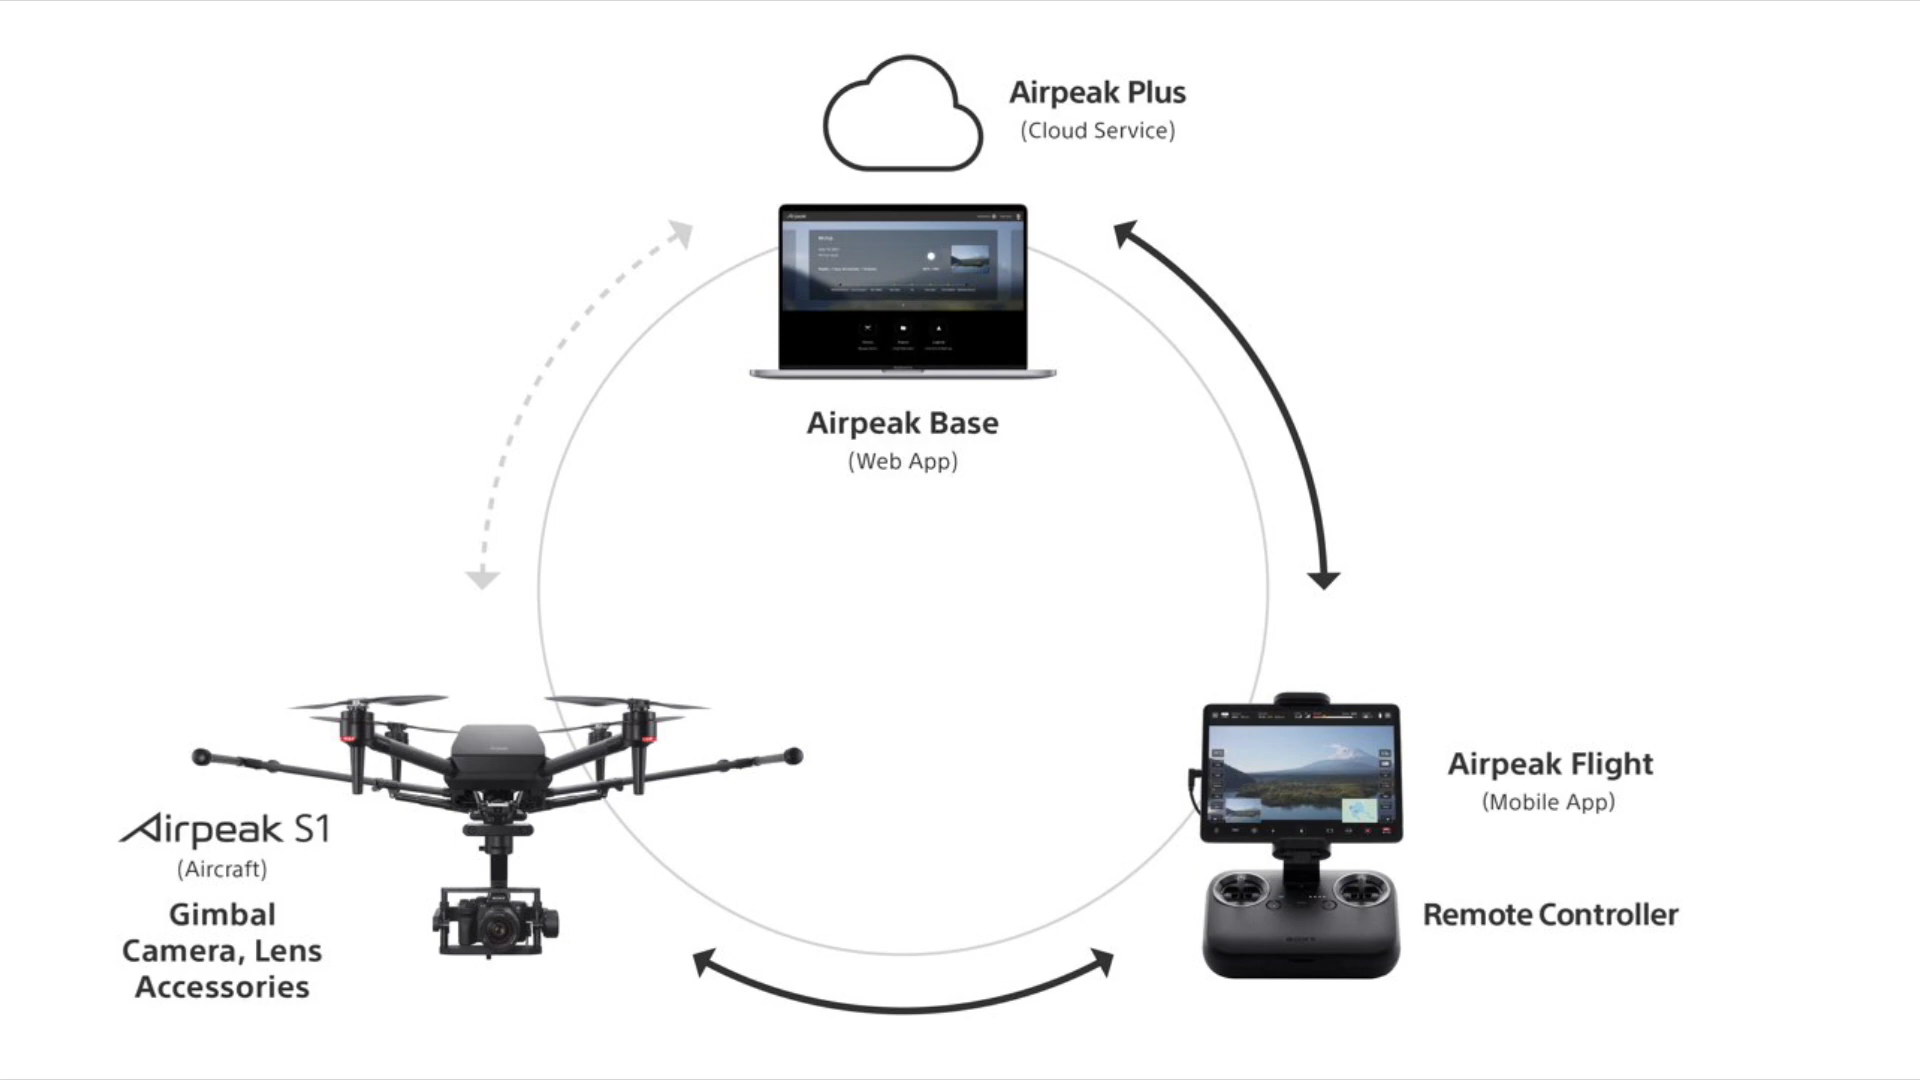 Airpeak Plus
(Cloud Service)
Airpeak Base
(Web App)
Airpeak S1
(Aircraft)
Gimbal
Camera, Lens
Accessories
Airpeak Flight
(Mobile App)
Remote Controller
SONY